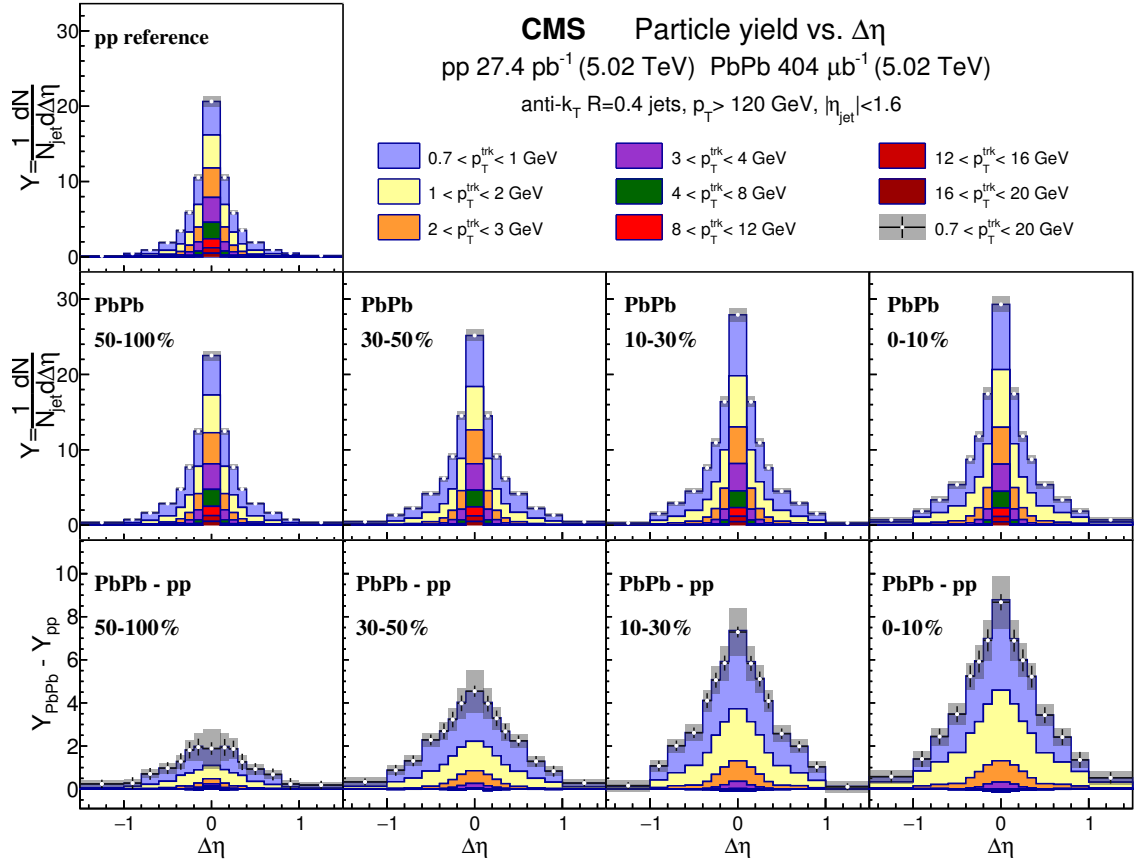 CMS Particle yield vs. Δη
pp 27.4 pb⁻¹ (5.02 TeV) PbPb 404 μb⁻¹ (5.02 TeV)
anti-k_T R=0.4 jets, p_T > 120 GeV, |η_jet|<1.6
0.7 < p_T^trk < 1 GeV
3 < p_T^trk < 4 GeV
12 < p_T^trk < 16 GeV
1 < p_T^trk < 2 GeV
4 < p_T^trk < 8 GeV
16 < p_T^trk < 20 GeV
2 < p_T^trk < 3 GeV
8 < p_T^trk < 12 GeV
0.7 < p_T^trk < 20 GeV
pp reference
Y = 1/N_jet dN/dΔη
30
20
10
0
PbPb
50-100%
PbPb
30-50%
PbPb
10-30%
PbPb
0-10%
Y = 1/N_jet dN/dΔη
30
20
10
0
PbPb - pp
50-100%
PbPb - pp
30-50%
PbPb - pp
10-30%
PbPb - pp
0-10%
Y_PbPb - Y_pp
10
8
6
4
2
0
−1 0 1
−1 0 1
−1 0 1
−1 0 1
Δη
Δη
Δη
Δη